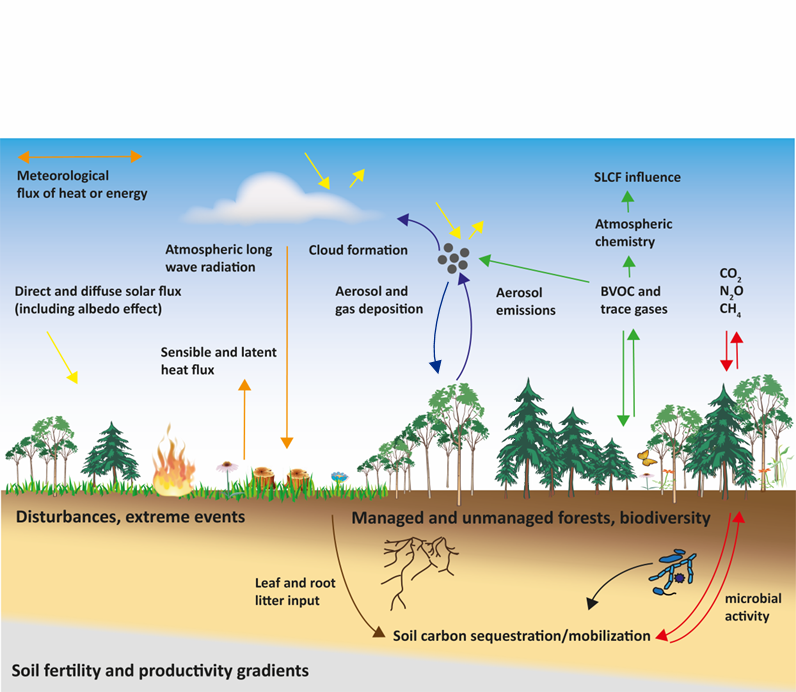 Meteorological
flux of heat or energy
SLCF influence
Atmospheric
chemistry
Atmospheric long
wave radiation
Cloud formation
CO2
N2O
CH4
Direct and diffuse solar flux
(including albedo effect)
Aerosol and
gas deposition
Aerosol
emissions
BVOC and
trace gases
Sensible and latent
heat flux
Disturbances, extreme events
Managed and unmanaged forests, biodiversity
Leaf and root
litter input
microbial
activity
Soil carbon sequestration/mobilization
Soil fertility and productivity gradients